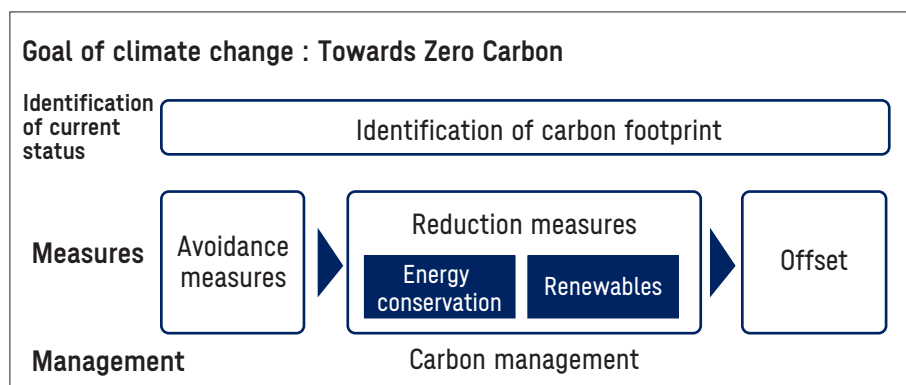 Goal of climate change : Towards Zero Carbon
Identification
of current
status
Identification of carbon footprint
Measures
Avoidance
measures
Reduction measures
Energy
conservation
Renewables
Offset
Management
Carbon management